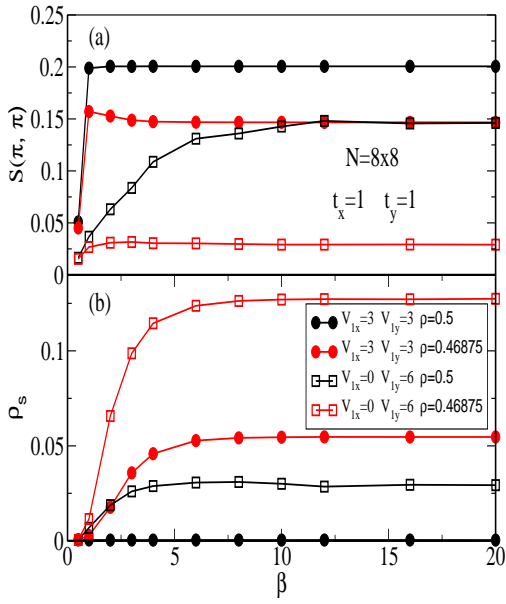 (a)
0.2
0.15
0.1
0.05
0
S(π, π)
N=8x8
t_x=1 t_y=1
(b)
0.1
0.05
0
ρ_s
V_1x=3 V_1y=3 ρ=0.5
V_1x=3 V_1y=3 ρ=0.46875
V_1x=0 V_1y=6 ρ=0.5
V_1x=0 V_1y=6 ρ=0.46875
0 5 10 15 20
β